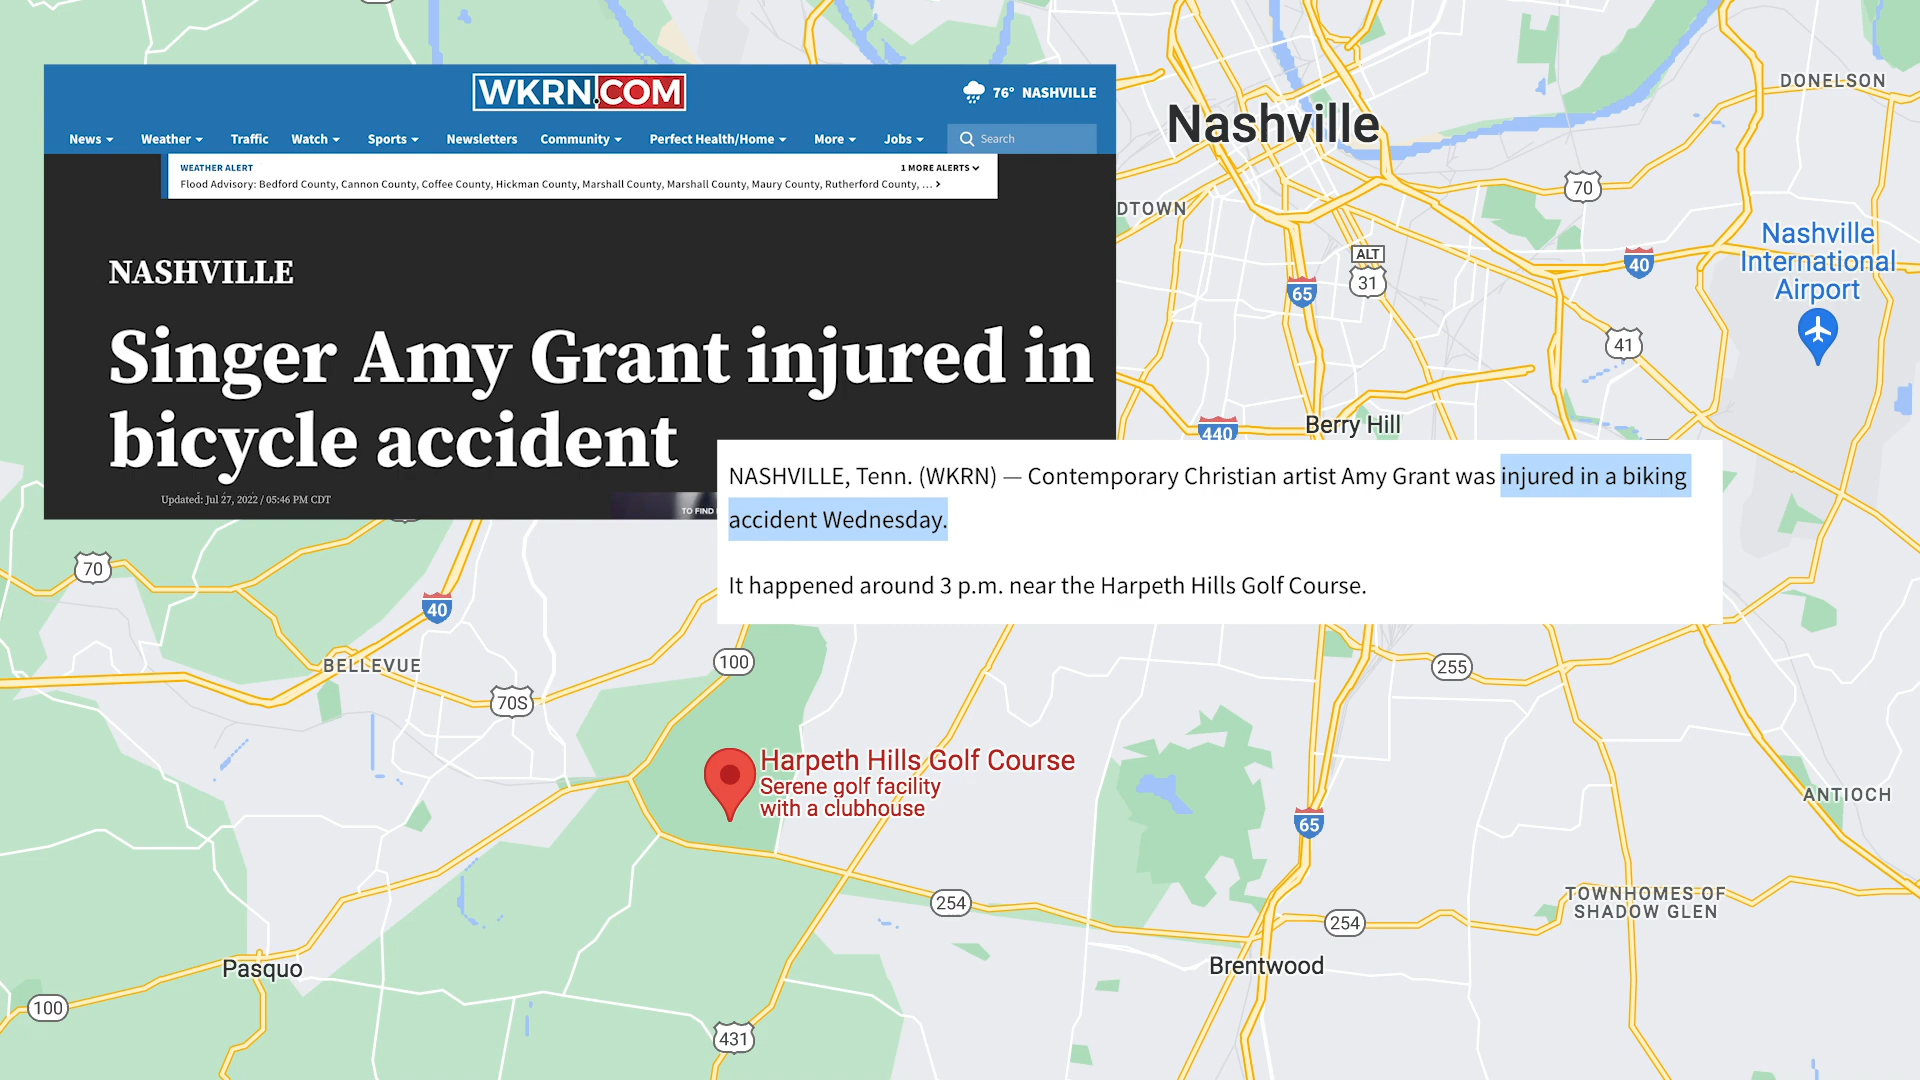 WKRN.COM
76° NASHVILLE
News Weather Traffic Watch Sports Newsletters Community Perfect Health/Home More Jobs Search
WEATHER ALERT
1 MORE ALERTS
Flood Advisory: Bedford County, Cannon County, Coffee County, Hickman County, Marshall County, Marshall County, Maury County, Rutherford County, ...
NASHVILLE
Singer Amy Grant injured in
bicycle accident
Updated: Jul 27, 2022 / 05:46 PM CDT
TO FIND
NASHVILLE, Tenn. (WKRN) — Contemporary Christian artist Amy Grant was injured in a biking
accident Wednesday.
It happened around 3 p.m. near the Harpeth Hills Golf Course.
Nashville
DONELSON
DTOWN
70
Nashville
International
Airport
ALT
31
40
65
41
440
Berry Hill
70
40
BELLEVUE
70S
100
255
Harpeth Hills Golf Course
Serene golf facility
with a clubhouse
65
ANTIOCH
254
254
TOWNHOMES OF
SHADOW GLEN
Pasquo
Brentwood
100
431